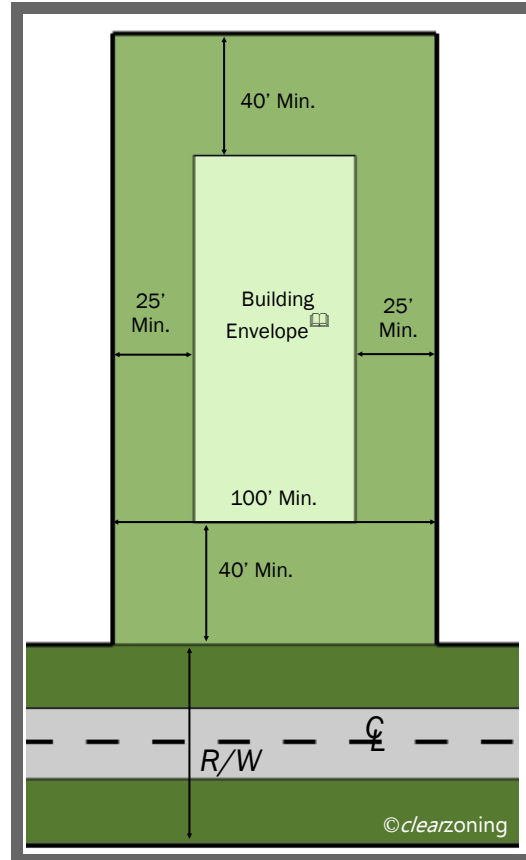 40’ Min.
Building
Envelope
25’
Min.
25’
Min.
100’ Min.
40’ Min.
CL
R/W
©clearzoning